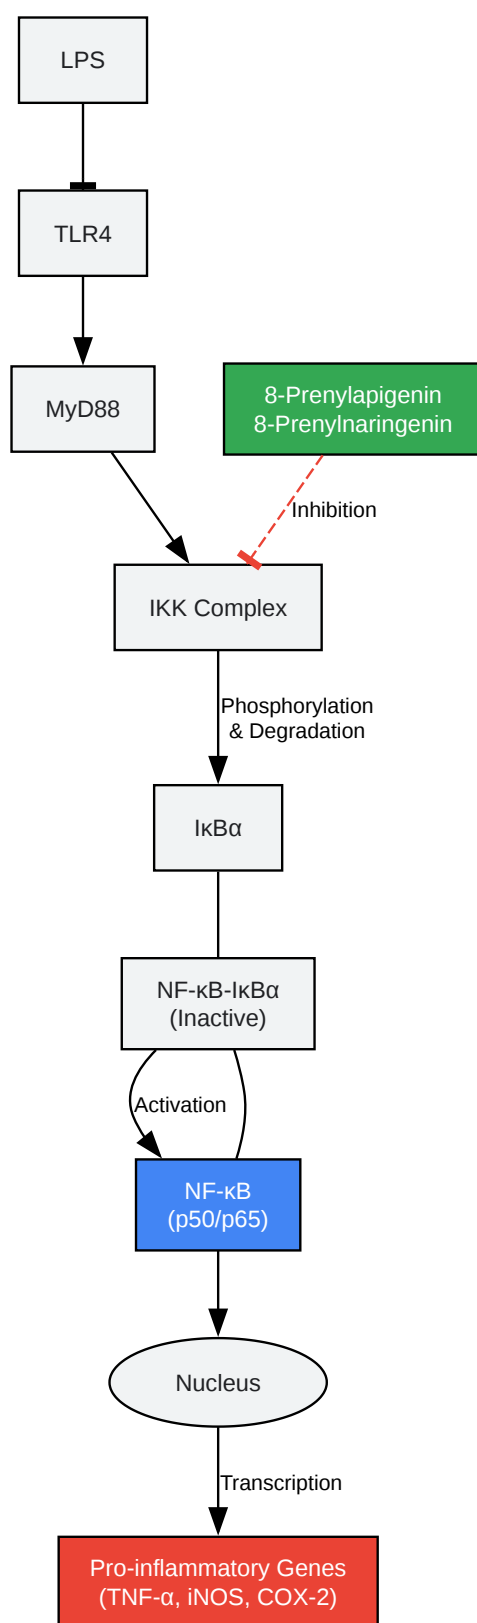 LPS
TLR4
MyD88
8-Prenylapigenin
8-Prenylnaringenin
Inhibition
IKK Complex
Phosphorylation
& Degradation
IκBα
NF-κB-IκBα
(Inactive)
Activation
NF-κB
(p50/p65)
Nucleus
Transcription
Pro-inflammatory Genes
(TNF-α, iNOS, COX-2)